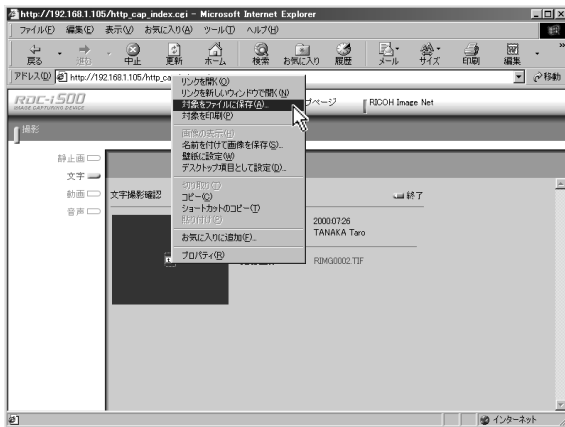 http://192.168.1.105/http_cap_index.cgi - Microsoft Internet Explorer
ファイル(F) 編集(E) 表示(V) お気に入り(A) ツール(T) ヘルプ(H)
戻る 進む 中止 更新 ホーム 検索 お気に入り 履歴 メール サイズ 印刷 編集
アドレス(D) http://192.168.1.105/http_ca 移動
リンクを開く(O)
リンクを新しいウィンドウで開く(N)
対象をファイルに保存(A)...
対象を印刷(P)
画像の表示(H)
名前を付けて画像を保存(S)...
壁紙に設定(W)
デスクトップ項目として設定(D)...
切り取り(T)
コピー(C)
ショートカットのコピー(T)
貼り付け(P)
お気に入りに追加(F)...
プロパティ(R)
RDC-i500
IMAGE CAPTURING DEVICE
プページ RICOH Image Net
撮影
静止画
文字
動画
音声
文字撮影確認
終了
2000.07.26
TANAKA Taro
RIMG0002.TIF
インターネット